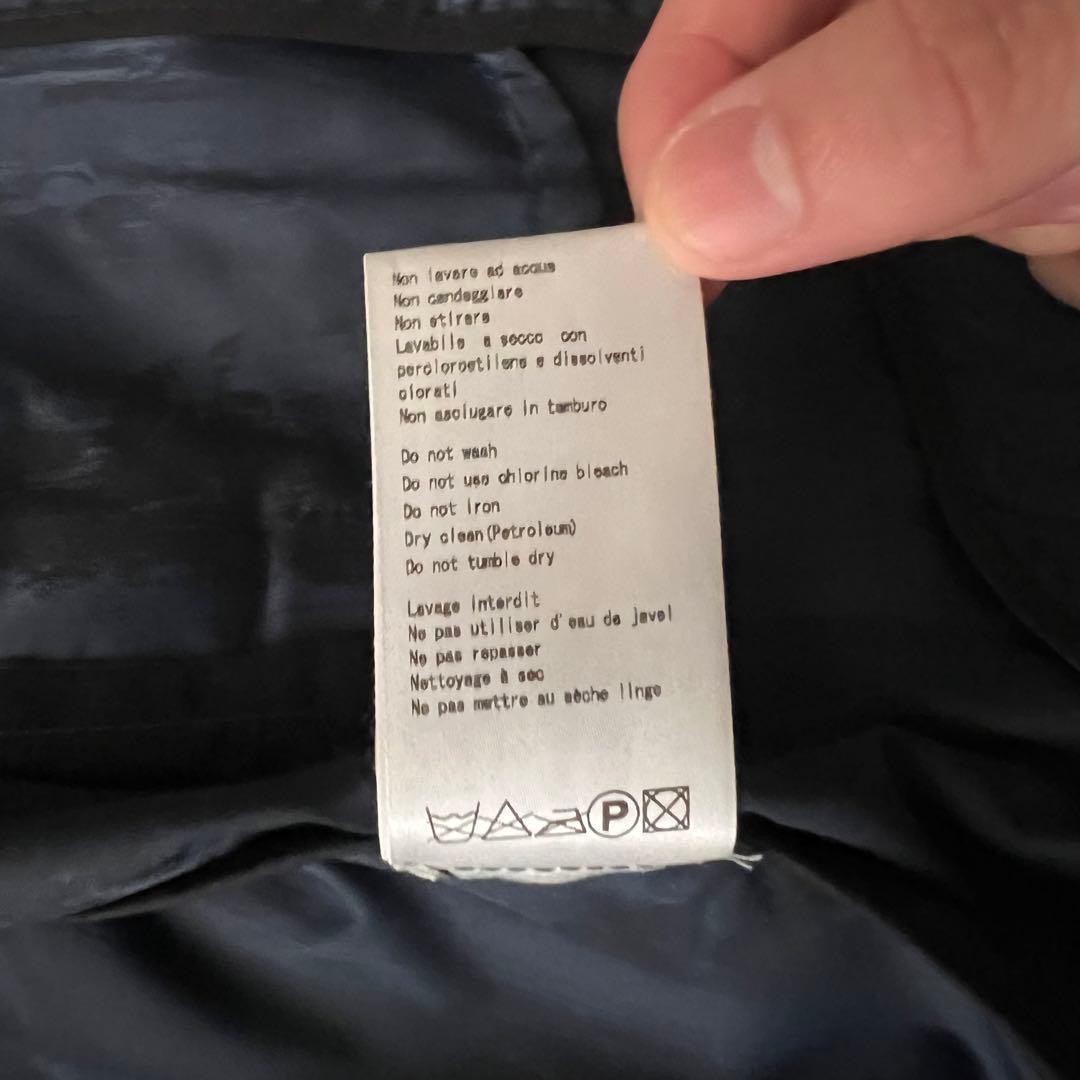 Non lavare ad acqua
Non candeggiare
Non stirare
Lavabile a secco con
percloroetilene e dissolventi
clorati
Non asciugare in tamburo
Do not wash
Do not use chlorine bleach
Do not iron
Dry clean(Petroleum)
Do not tumble dry
Lavage interdit
Ne pas utiliser d'eau de javel
Ne pas repasser
Nettoyage à sec
Ne pas mettre au sèche linge
P